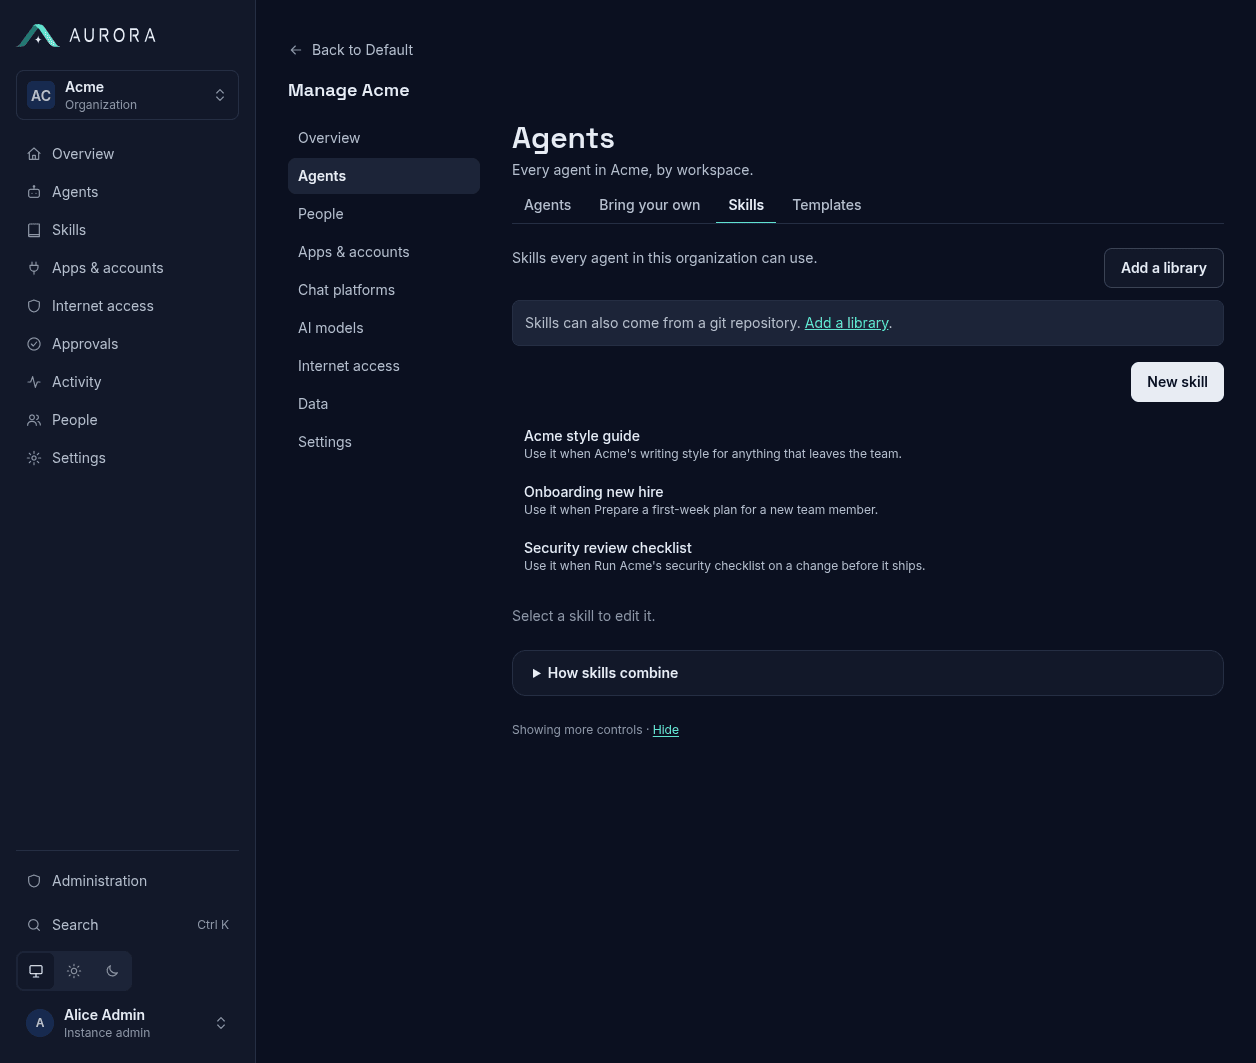 AURORA
AC
Acme
Organization
Overview
Agents
Skills
Apps & accounts
Internet access
Approvals
Activity
People
Settings
Administration
Search
Ctrl K
A
Alice Admin
Instance admin
Back to Default
Manage Acme
Overview
Agents
People
Apps & accounts
Chat platforms
AI models
Internet access
Data
Settings
Agents
Every agent in Acme, by workspace.
Agents
Bring your own
Skills
Templates
Skills every agent in this organization can use.
Add a library
Skills can also come from a git repository. Add a library.
New skill
Acme style guide
Use it when Acme's writing style for anything that leaves the team.
Onboarding new hire
Use it when Prepare a first-week plan for a new team member.
Security review checklist
Use it when Run Acme's security checklist on a change before it ships.
Select a skill to edit it.
How skills combine
Showing more controls · Hide